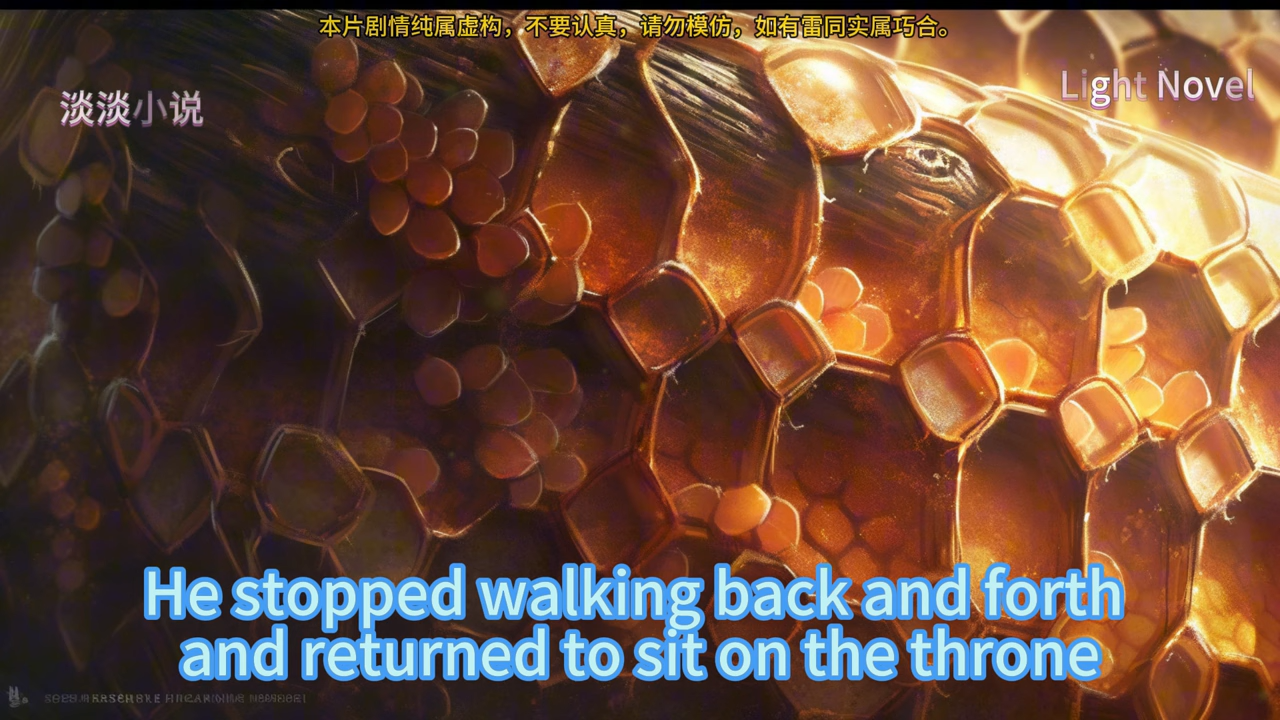 本片剧情纯属虚构，不要认真，请勿模仿，如有雷同实属巧合。
淡淡小说
Light Novel
He stopped walking back and forth
and returned to sit on the throne